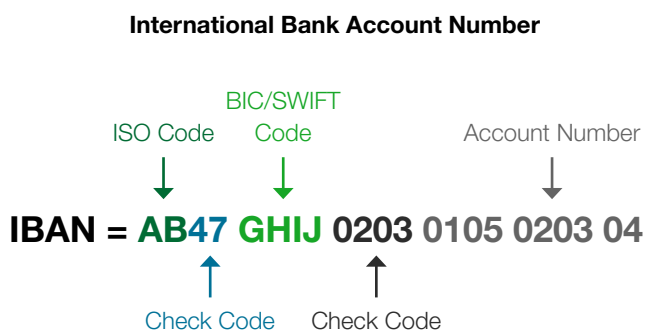 International Bank Account Number
BIC/SWIFT
ISO Code Code Account Number
IBAN = AB47 GHIJ 0203 0105 0203 04
Check Code Check Code